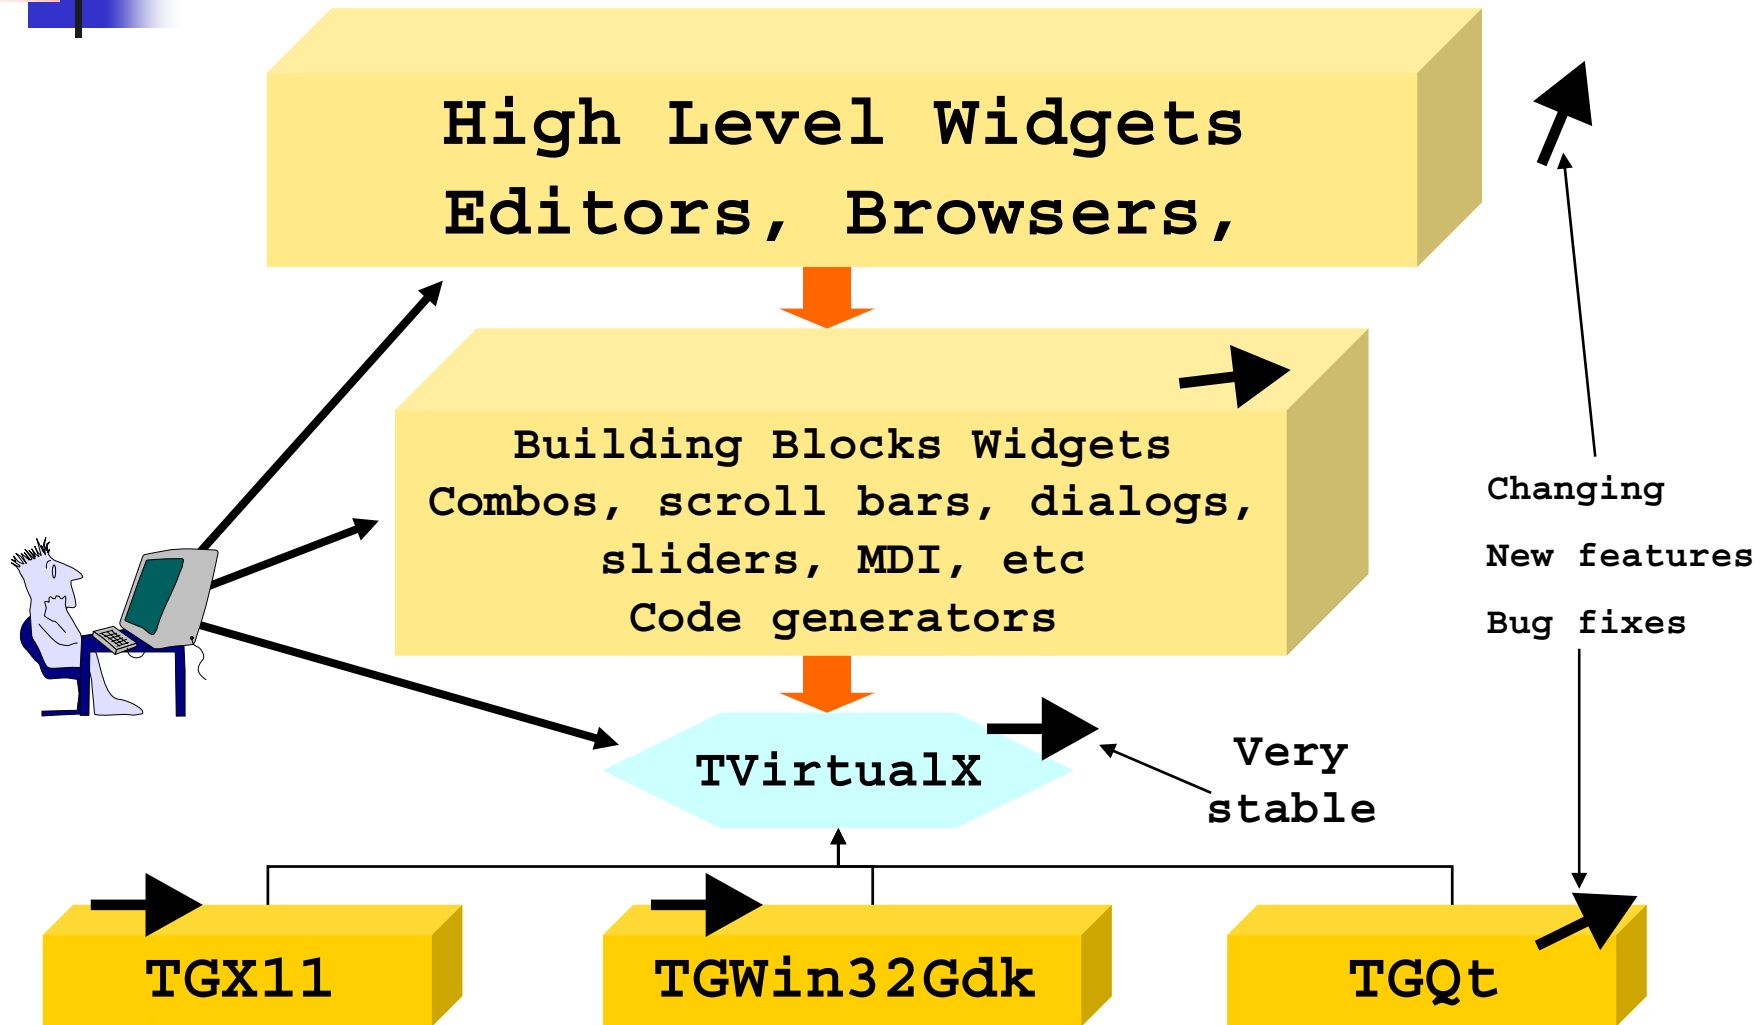 High Level Widgets
Editors, Browsers,
Building Blocks Widgets
Combos, scroll bars, dialogs,
sliders, MDI, etc
Code generators
Changing
New features
Bug fixes
TVirtualX
Very
stable
TGX11
TGWin32Gdk
TGQt